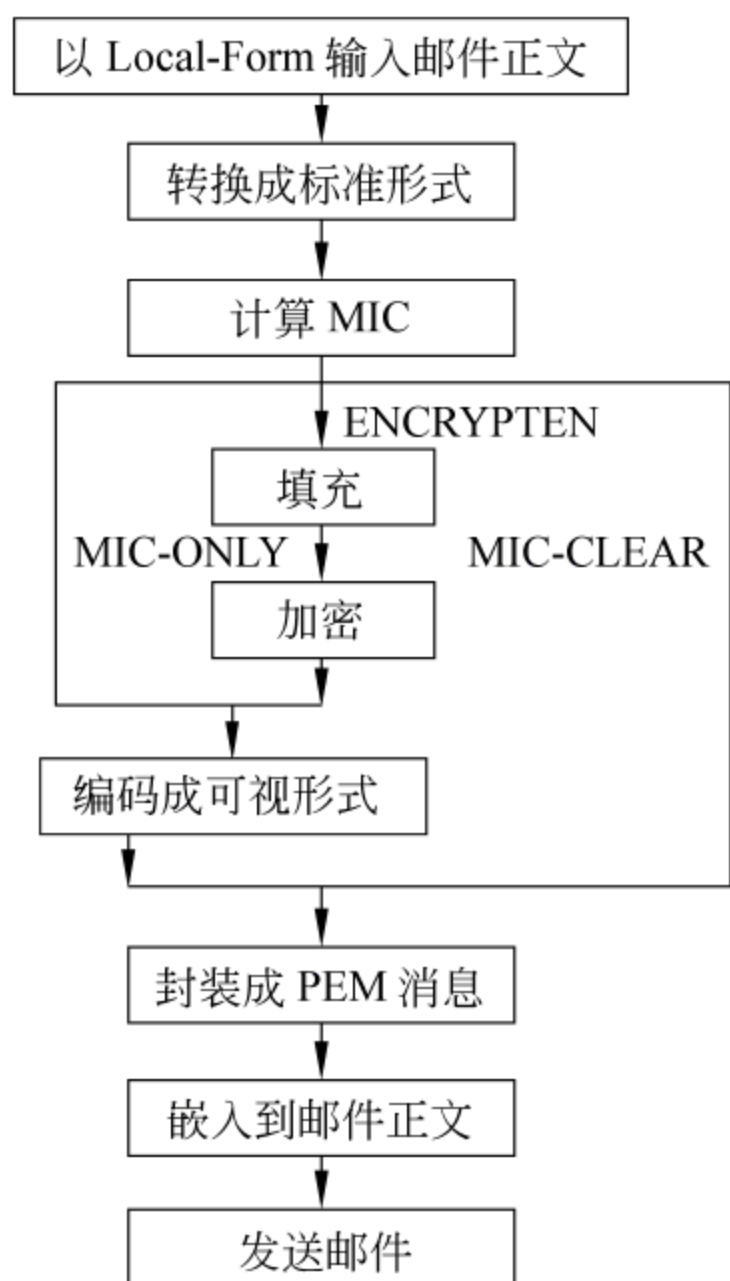 以 Local-Form 输入邮件正文
转换成标准形式
计算 MIC
ENCRYPTEN
填充
MIC-ONLY
MIC-CLEAR
加密
编码成可视形式
封装成 PEM 消息
嵌入到邮件正文
发送邮件